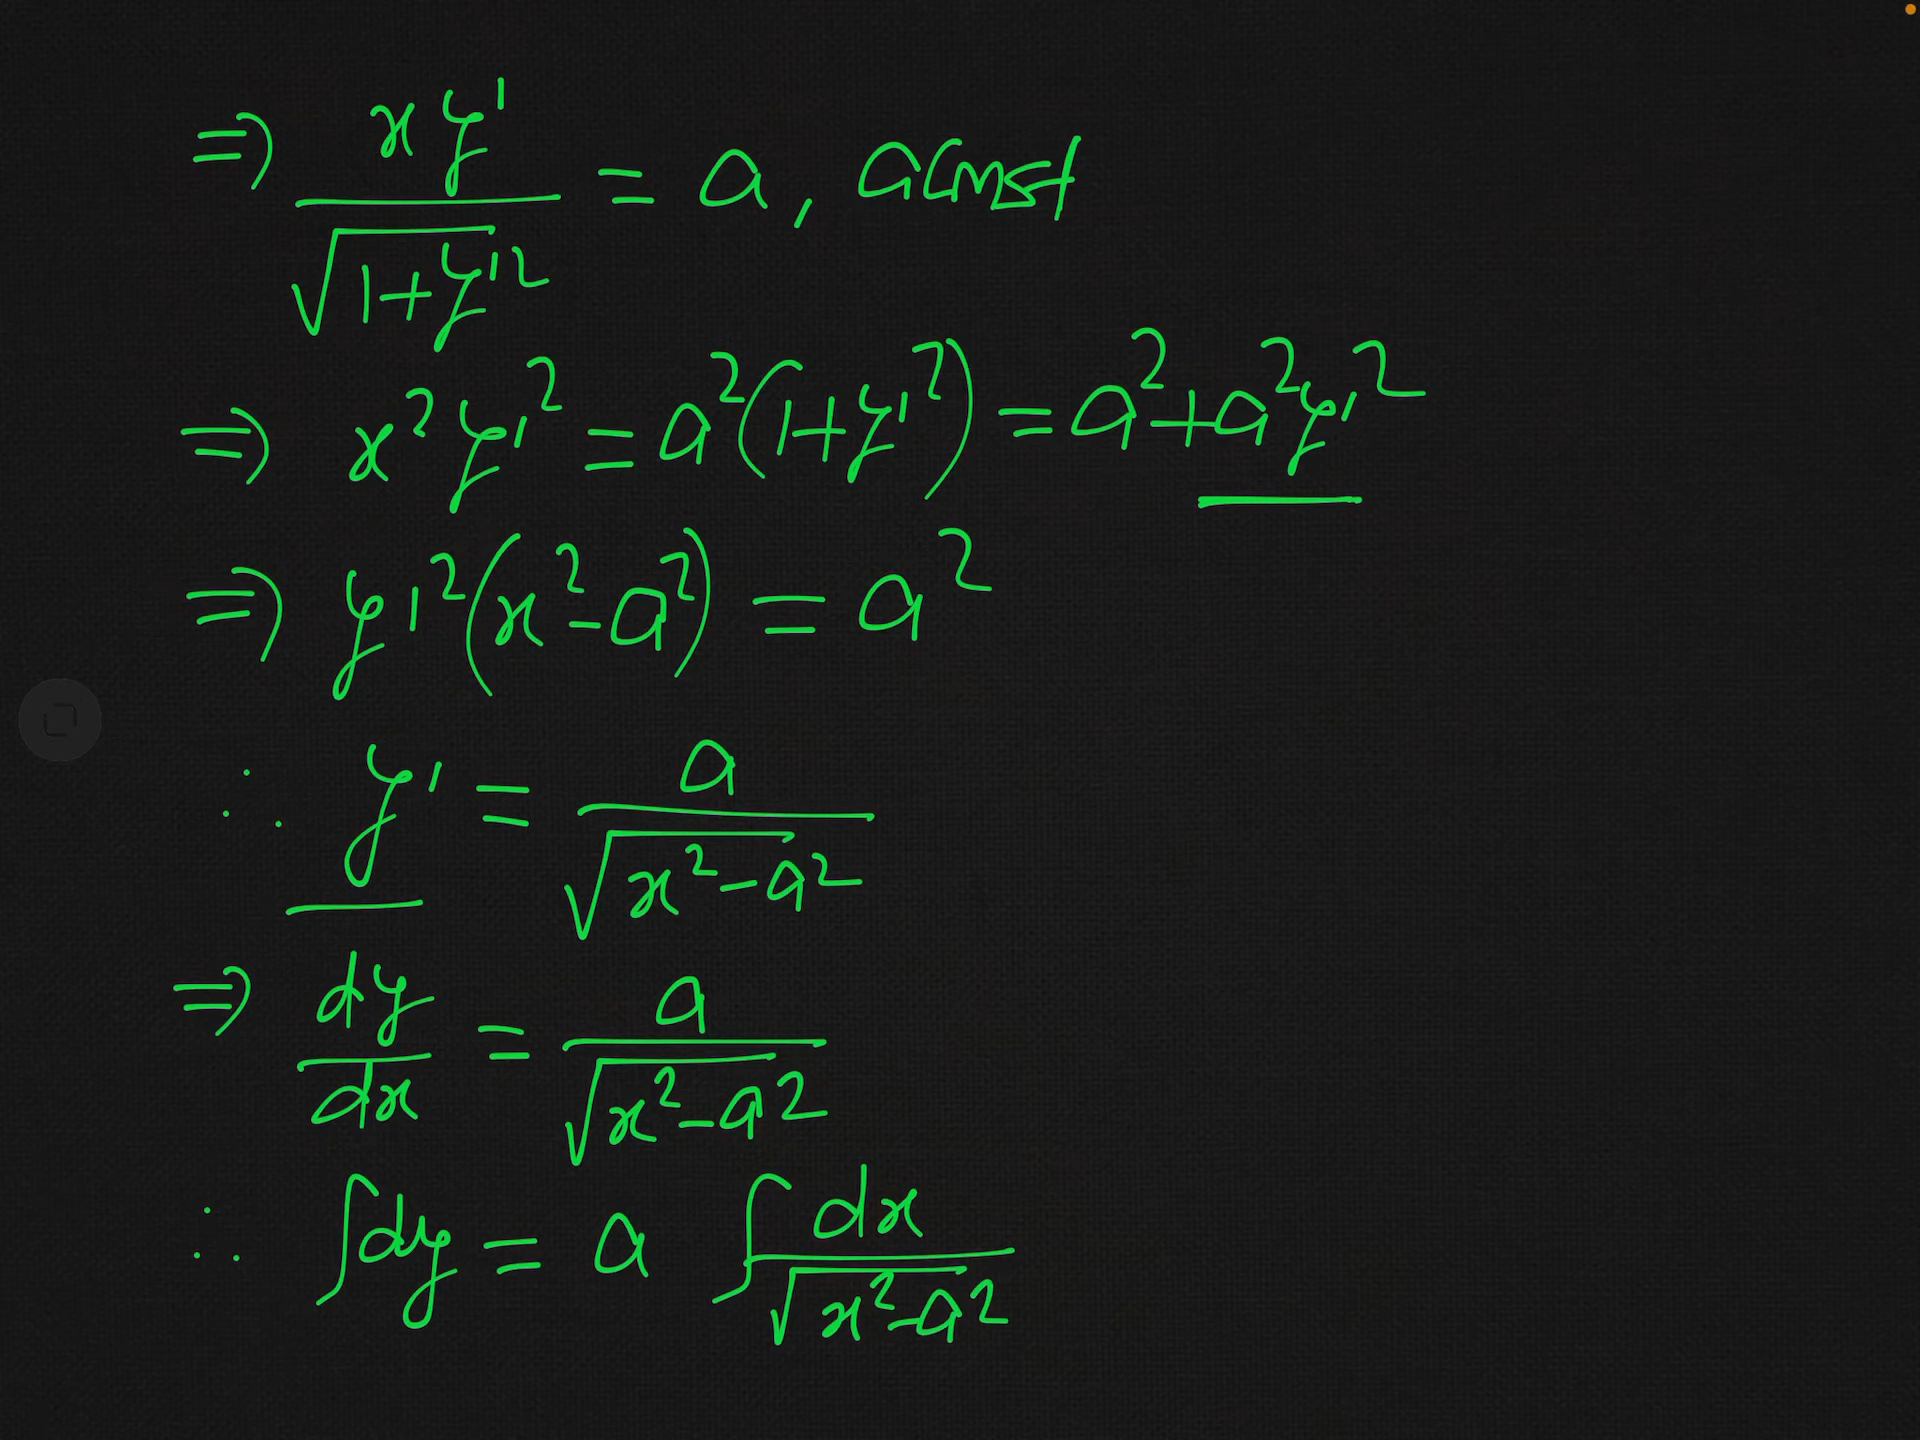 ⇒ xy'/√(1+y'²) = a, a const
⇒ x²y'² = a²(1+y'²) = a²+a²y'²
⇒ y'²(x²-a²) = a²
∴ y' = a/√(x²-a²)
⇒ dy/dx = a/√(x²-a²)
∴ ∫dy = a ∫dx/√(x²-a²)